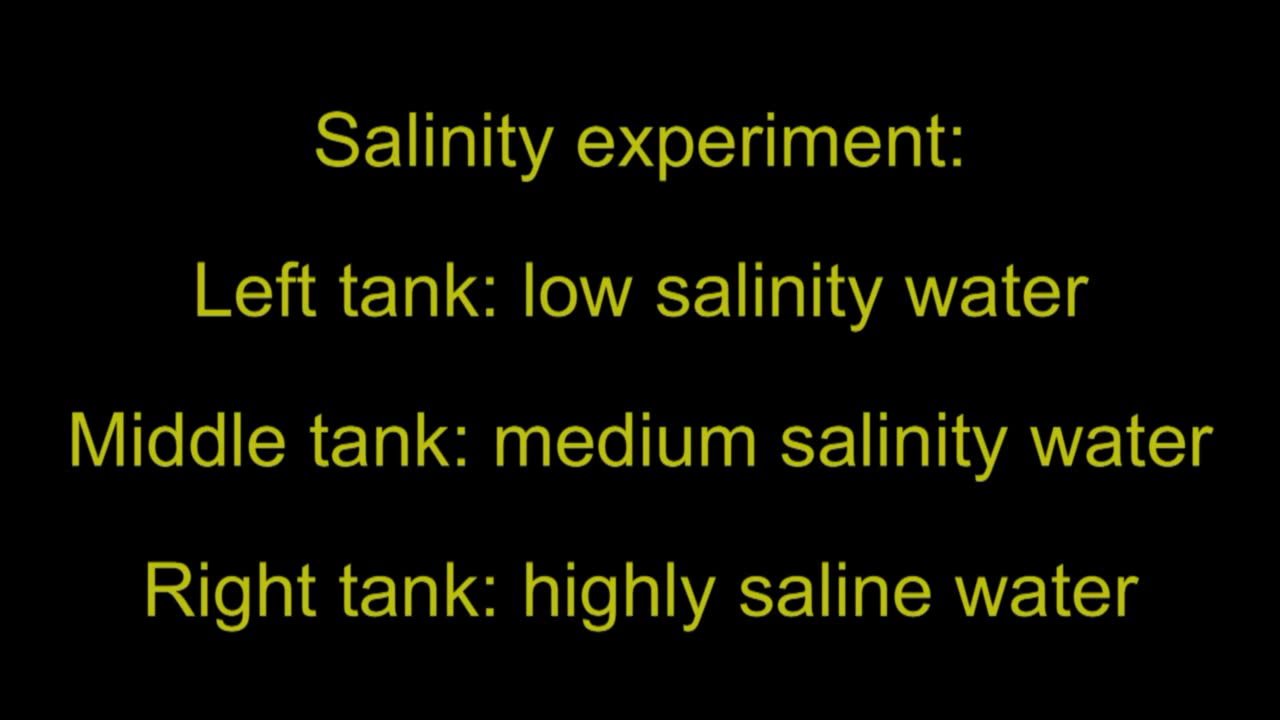 Salinity experiment:
Left tank: low salinity water
Middle tank: medium salinity water
Right tank: highly saline water